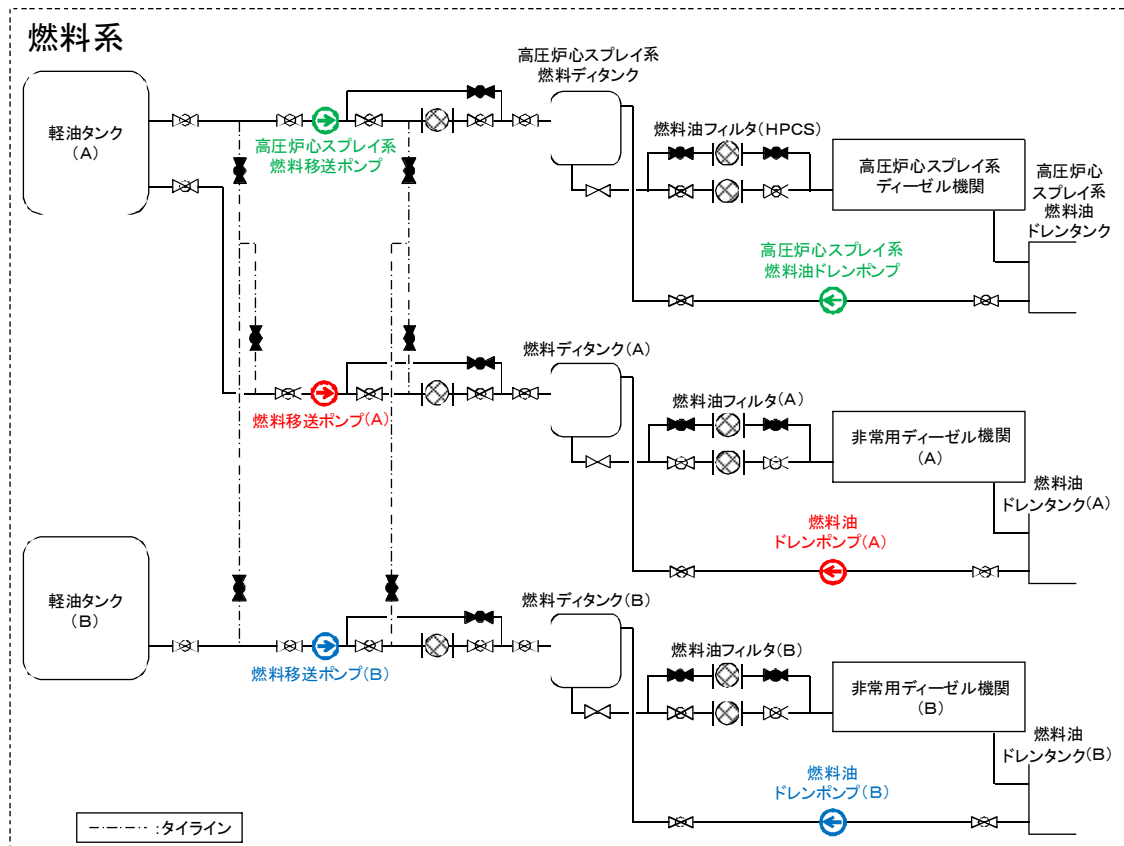 燃料系
軽油タンク
(A)
高圧炉心スプレイ系
燃料移送ポンプ
高圧炉心スプレイ系
燃料ディタンク
燃料油フィルタ(HPCS)
高圧炉心スプレイ系
ディーゼル機関
高圧炉心
スプレイ系
燃料油
ドレンタンク
高圧炉心スプレイ系
燃料油ドレンポンプ
燃料移送ポンプ(A)
燃料ディタンク(A)
燃料油フィルタ(A)
非常用ディーゼル機関
(A)
燃料油
ドレンタンク(A)
燃料油
ドレンポンプ(A)
軽油タンク
(B)
燃料移送ポンプ(B)
燃料ディタンク(B)
燃料油フィルタ(B)
非常用ディーゼル機関
(B)
燃料油
ドレンタンク(B)
燃料油
ドレンポンプ(B)
:タイライン